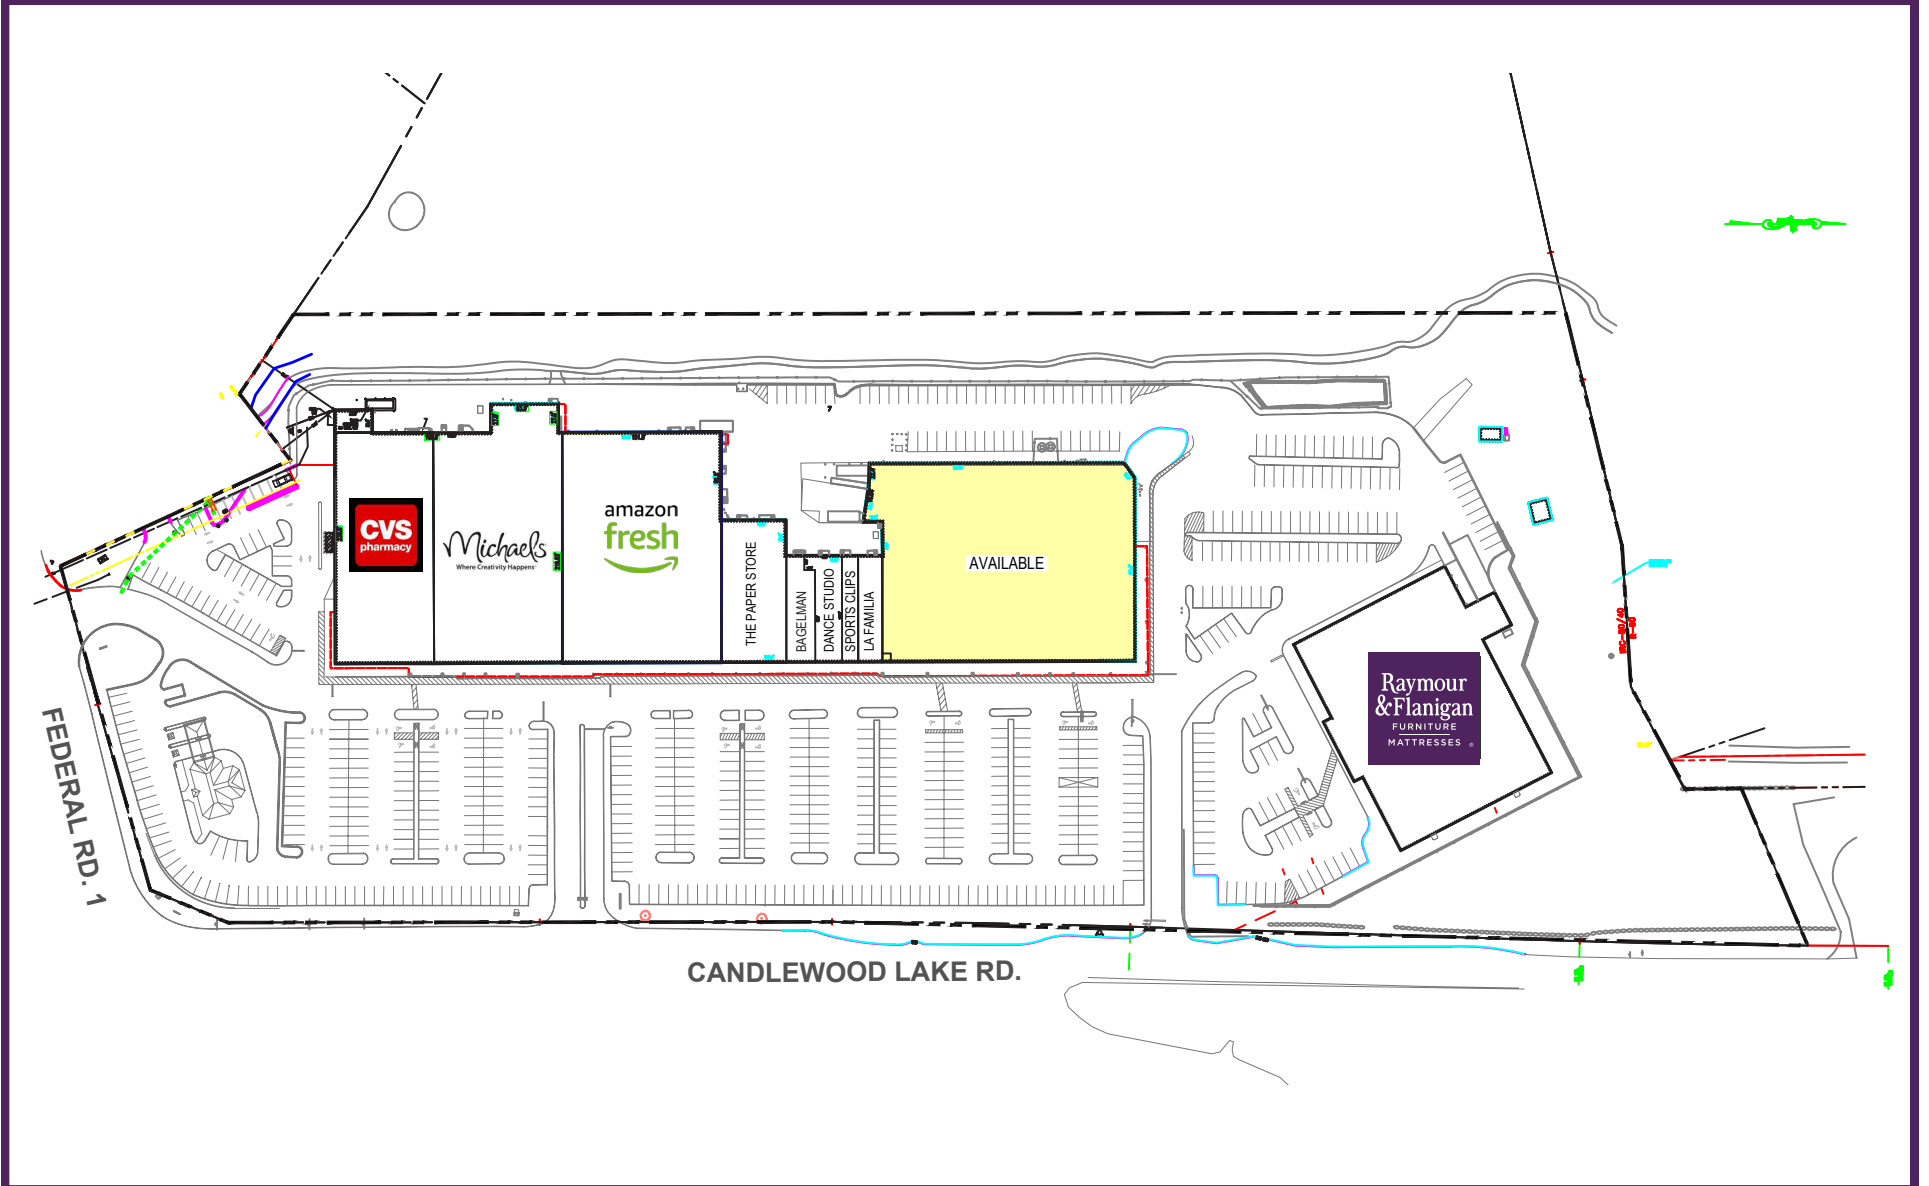 CVS
pharmacy
Michaels
Where Creativity Happens
amazon
fresh
THE PAPER STORE
BAGELMAN
DANCE STUDIO
SPORTS CLIPS
LA FAMILIA
AVAILABLE
Raymour
&Flanigan
FURNITURE
MATTRESSES
FEDERAL RD. 1
CANDLEWOOD LAKE RD.